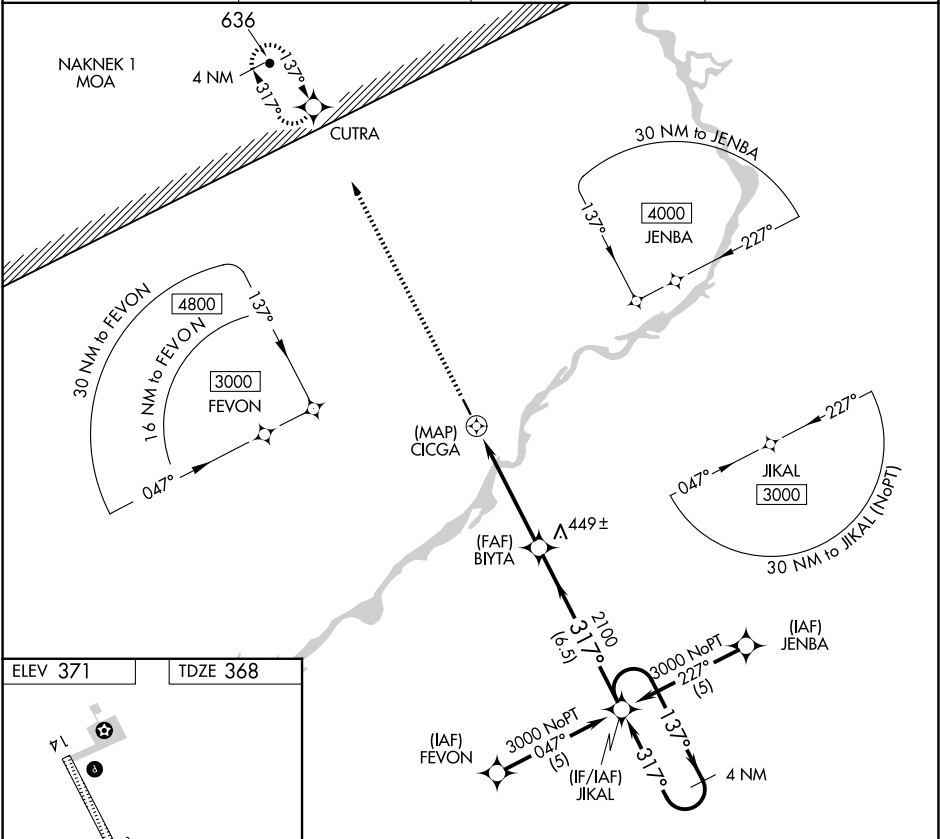 636
NAKNEK 1
MOA
4 NM
137°
317°
CUTRA
30 NM to JENBA
137°
4000
JENBA
227°
30 NM to FEVON
4800
137°
16 NM to FEVON
3000
FEVON
047°
(MAP)
CICGA
227°
047°
JIKAL
3000
30 NM to JIKAL (NoPT)
449±
(FAF)
BIYTA
2100
317°
(6.5)
(IAF)
JENBA
3000 NoPT
227°
(5)
ELEV 371
TDZE 368
(IAF)
FEVON
3000 NoPT
047°
(5)
(IF/IAF)
JIKAL
137°
317°
4 NM
14
P